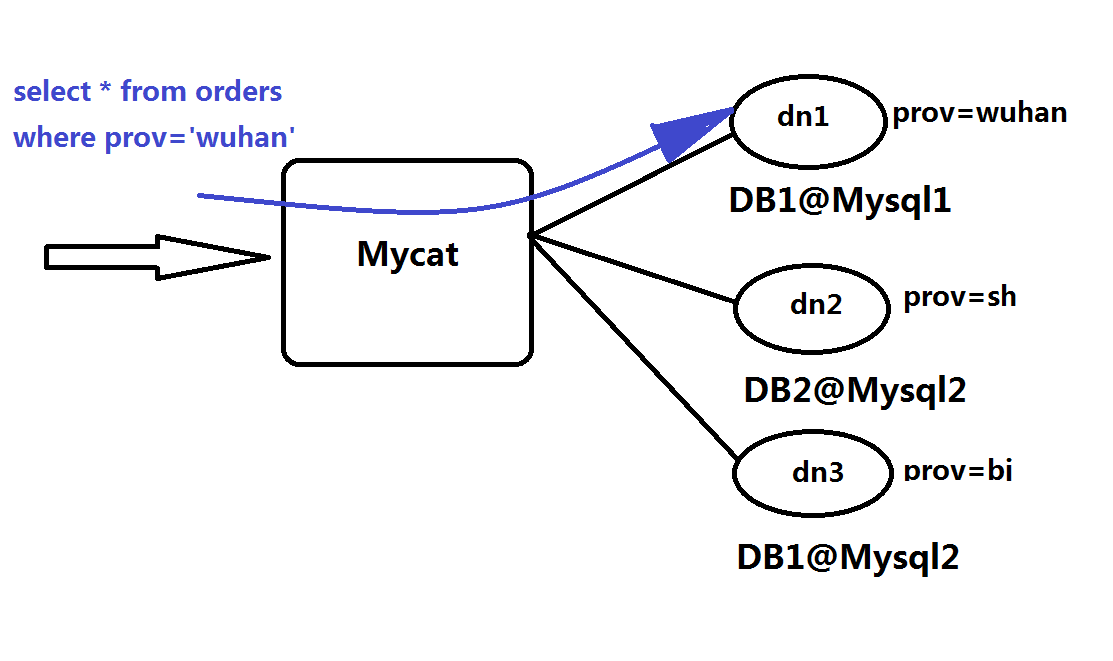 select * from orders
where prov='wuhan'
Mycat
dn1
prov=wuhan
DB1@Mysql1
dn2
prov=sh
DB2@Mysql2
dn3
prov=bi
DB1@Mysql2